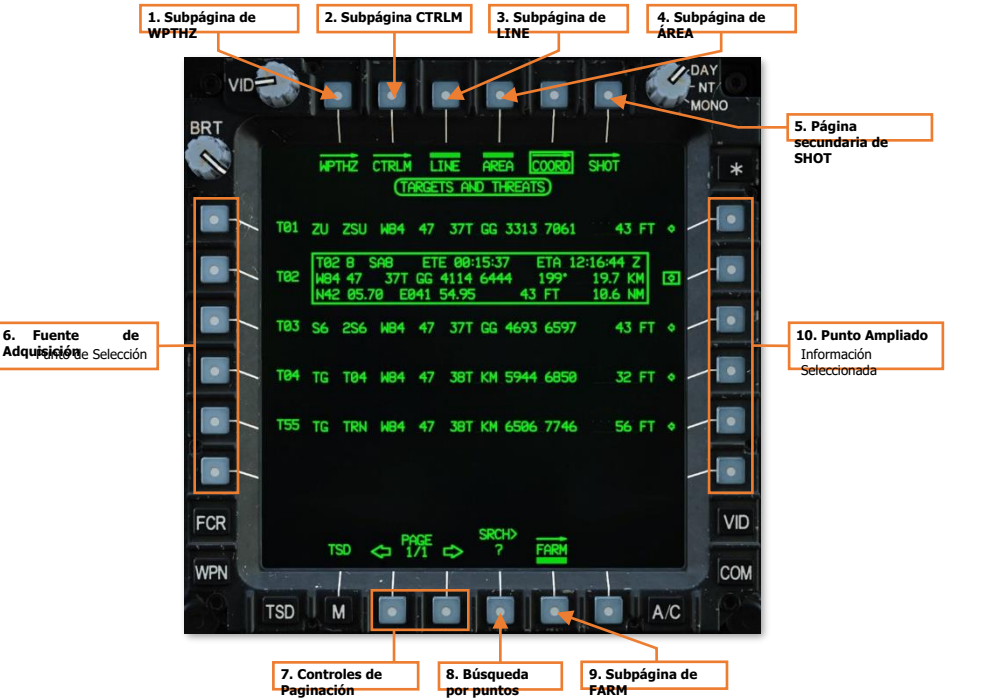 1. Subpágina de
WPTHZ
2. Subpágina CTRLM
3. Subpágina de
LINE
4. Subpágina de
ÁREA
VID
DAY
NT
MONO
BRT
5. Página
secundaria de
SHOT
WPTHZ CTRLM LINE AREA COORD SHOT
*
TARGETS AND THREATS
T01 ZU ZSU W84 47 37T GG 3313 7061 43 FT
T02 8 SA8 ETE 00:15:37 ETA 12:16:44 Z
T02 W84 47 37T GG 4114 6444 199° 19.7 KM
N42 05.70 E041 54.95 43 FT 10.6 NM
T03 S6 2S6 W84 47 37T GG 4693 6597 43 FT
6. Fuente de
Adquisición
Punto de Selección
10. Punto Ampliado
Información
Seleccionada
T04 TG T04 W84 47 38T KM 5944 6850 32 FT
T55 TG TRN W84 47 38T KM 6506 7746 56 FT
FCR
VID
TSD
PAGE
1/1
SRCH>
?
FARM
WPN
COM
TSD M A/C
7. Controles de
Paginación
8. Búsqueda
por puntos
9. Subpágina de
FARM